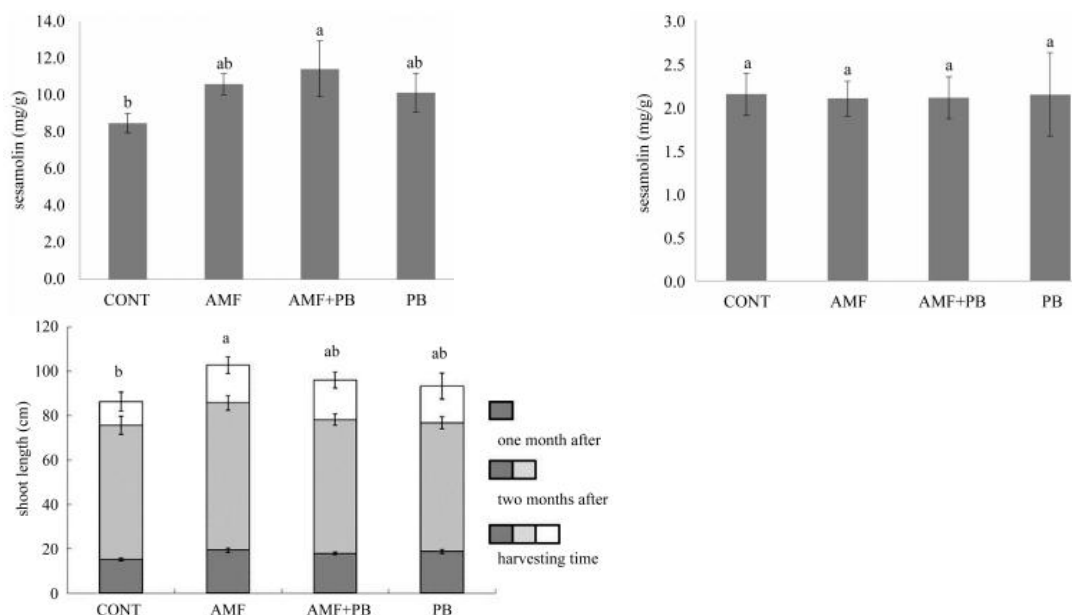 14.0
12.0
10.0
8.0
6.0
4.0
2.0
0.0
sesamolin (mg/g)
b
ab
a
ab
CONT AMF AMF+PB PB
3.0
2.5
2.0
1.5
1.0
0.5
0.0
sesamolin (mg/g)
a
a
a
a
CONT AMF AMF+PB PB
120
100
80
60
40
20
0
shoot length (cm)
b
a
ab
ab
CONT AMF AMF+PB PB
one month after
two months after
harvesting time